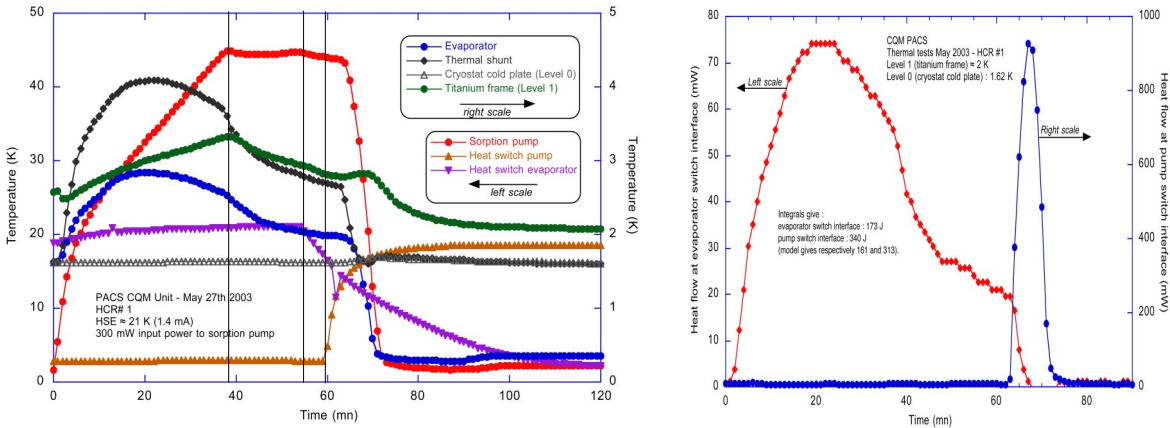 50
40
30
20
10
0
Temperature (K)
5
4
3
2
1
0
Temperature (K)
0
20
40
60
80
100
120
Time (mn)
Evaporator
Thermal shunt
Cryostat cold plate (Level 0)
Titanium frame (Level 1)
right scale
Sorption pump
Heat switch pump
Heat switch evaporator
left scale
PACS CQM Unit - May 27th 2003
HCR# 1
HSE ≈ 21 K (1.4 mA)
300 mW input power to sorption pump
80
70
60
50
40
30
20
10
0
Heat flow at evaporator switch interface (mW)
1000
800
600
400
200
0
Heat flow at pump switch interface (mW)
0
20
40
60
80
Time (mn)
CQM PACS
Thermal tests May 2003 - HCR #1
Level 1 (titanium frame) ≈ 2 K
Level 0 (cryostat cold plate) : 1.62 K
Left scale
Right scale
Integrals give :
evaporator switch interface : 173 J
pump switch interface : 340 J
(model gives respectively 161 and 313).